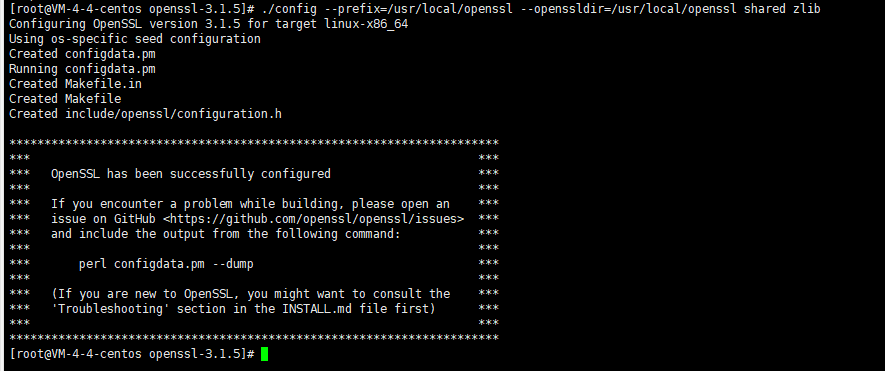 [root@VM-4-4-centos openssl-3.1.5]# ./config --prefix=/usr/local/openssl --openssldir=/usr/local/openssl shared zlib
Configuring OpenSSL version 3.1.5 for target linux-x86_64
Using os-specific seed configuration
Created configdata.pm
Running configdata.pm
Created Makefile.in
Created Makefile
Created include/openssl/configuration.h

**********************************************************************
***                                                                ***
***   OpenSSL has been successfully configured                     ***
***                                                                ***
***   If you encounter a problem while building, please open an    ***
***   issue on GitHub <https://github.com/openssl/openssl/issues>  ***
***   and include the output from the following command:           ***
***                                                                ***
***       perl configdata.pm --dump                                ***
***                                                                ***
***   (If you are new to OpenSSL, you might want to consult the    ***
***   'Troubleshooting' section in the INSTALL.md file first)      ***
***                                                                ***
**********************************************************************
[root@VM-4-4-centos openssl-3.1.5]#